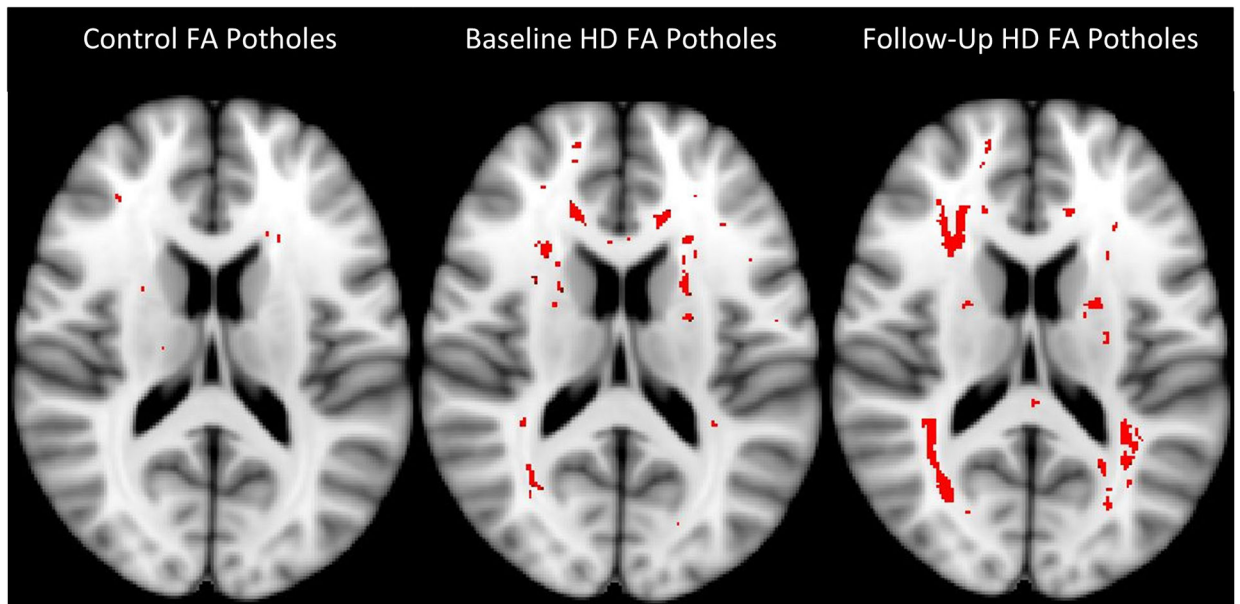 Control FA Potholes
Baseline HD FA Potholes
Follow-Up HD FA Potholes